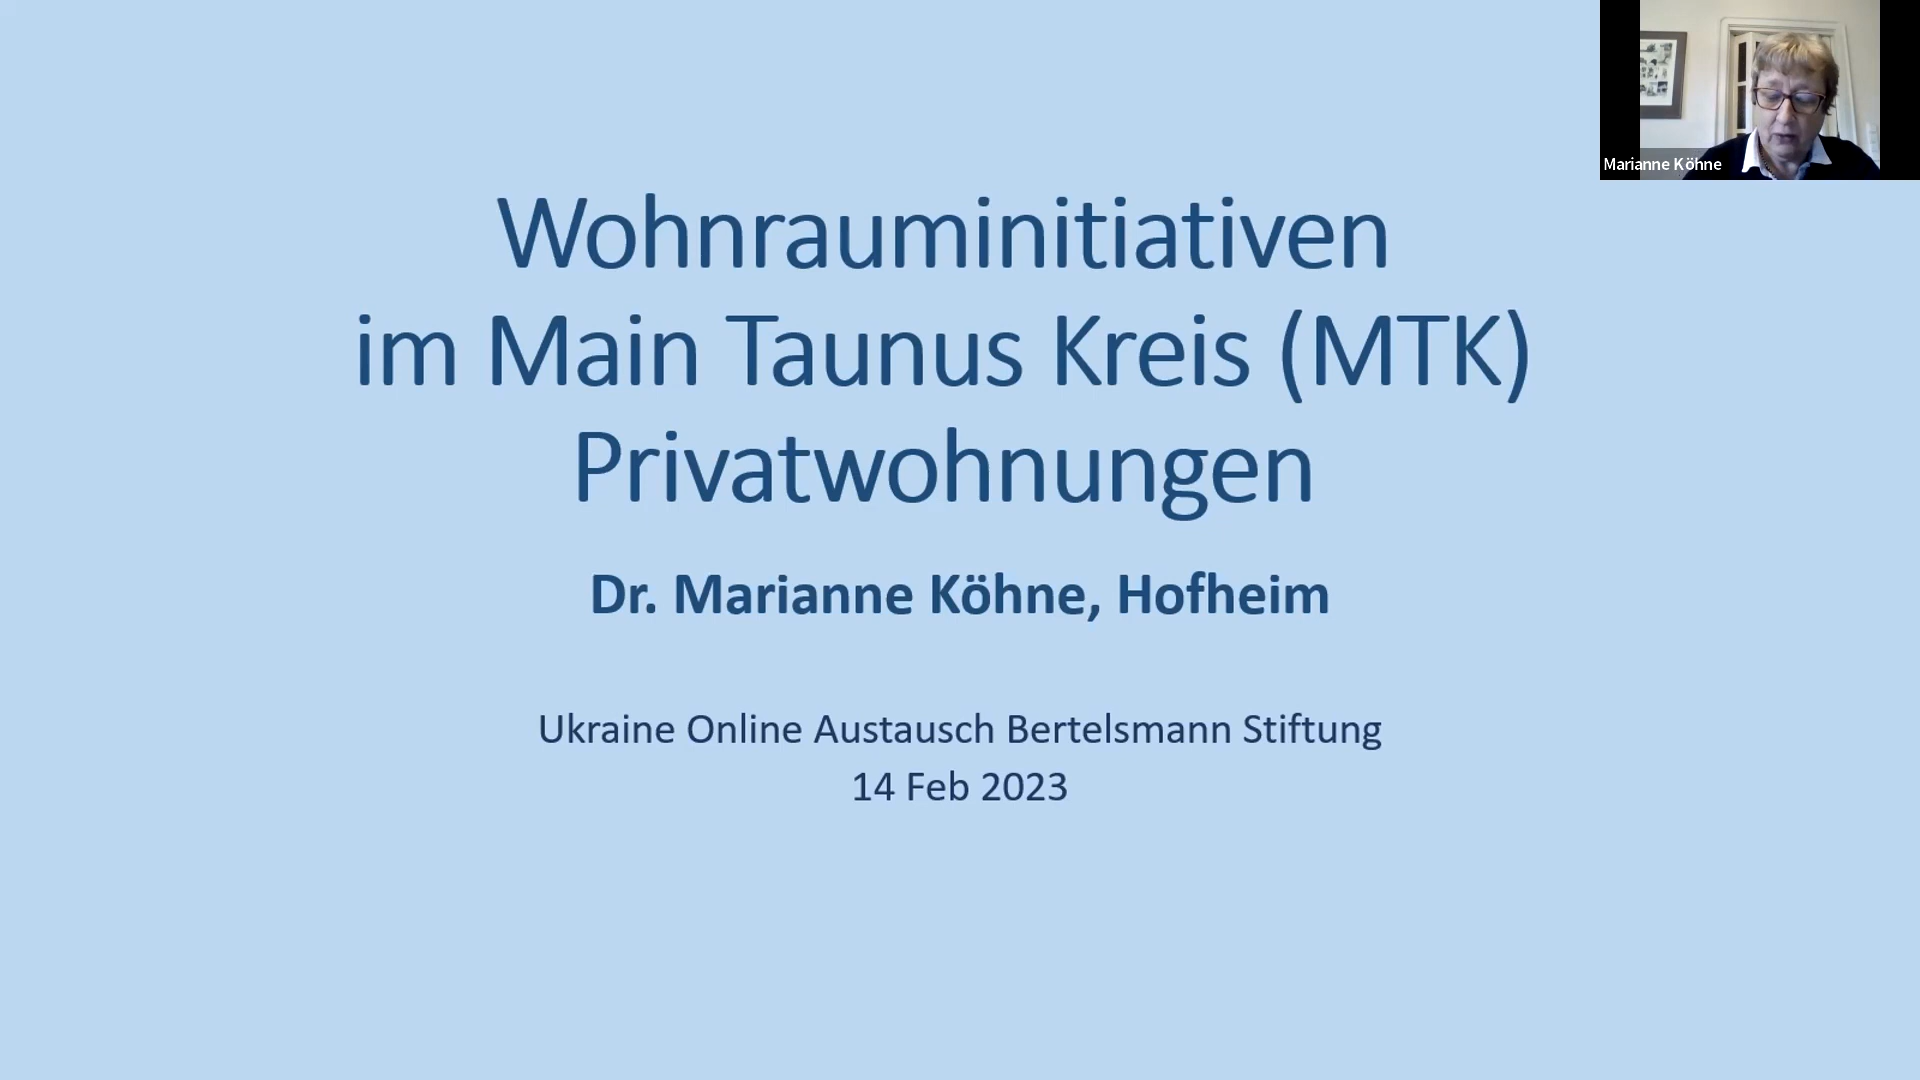 Marianne Köhne
Wohnrauminitiativen
im Main Taunus Kreis (MTK)
Privatwohnungen
Dr. Marianne Köhne, Hofheim
Ukraine Online Austausch Bertelsmann Stiftung
14 Feb 2023